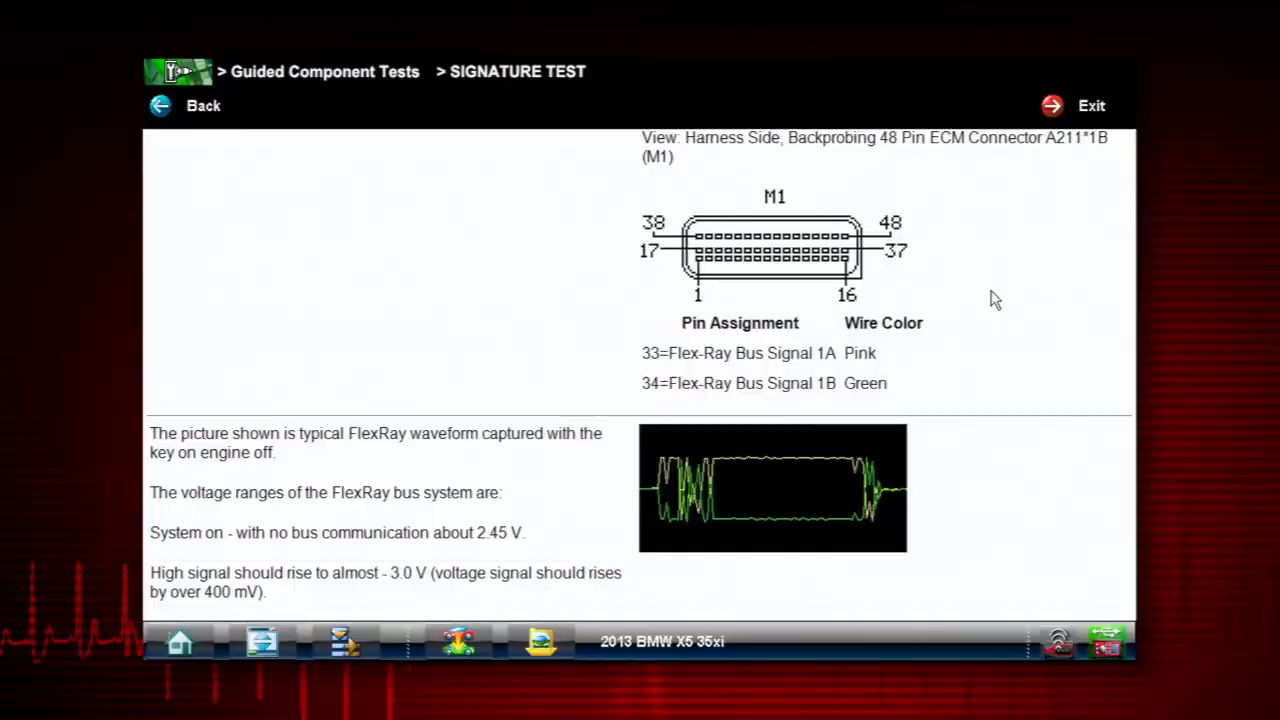 > Guided Component Tests > SIGNATURE TEST
Back
Exit
View: Harness Side, Backprobing 48 Pin ECM Connector A211*1B
(M1)
M1
38 48
17 37
1 16
Pin Assignment Wire Color
33=Flex-Ray Bus Signal 1A Pink
34=Flex-Ray Bus Signal 1B Green
The picture shown is typical FlexRay waveform captured with the
key on engine off.
The voltage ranges of the FlexRay bus system are:
System on - with no bus communication about 2.45 V.
High signal should rise to almost - 3.0 V (voltage signal should rises
by over 400 mV).
2013 BMW X5 35xi